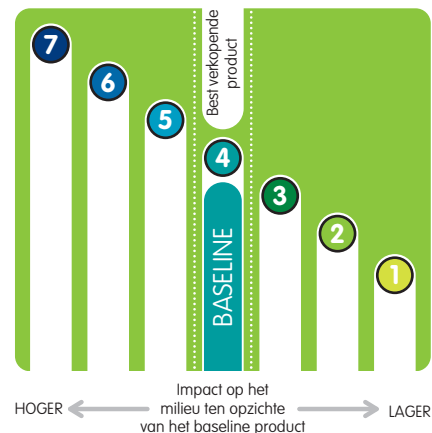 7
6
5
Best verkopende
product
4
BASELINE
3
2
1
HOGER
Impact op het
milieu ten opzichte
van het baseline product
LAGER